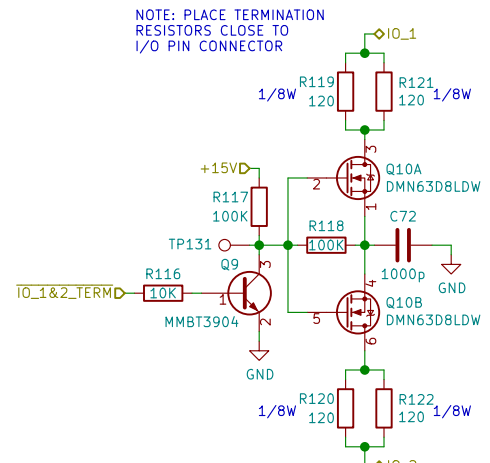 NOTE: PLACE TERMINATION
RESISTORS CLOSE TO
I/O PIN CONNECTOR
IO_1
R119
120
1/8W
R121
120
1/8W
3
Q10A
DMN63D8LDW
2
1
+15V
R117
100K
R118
100K
C72
1000p
GND
TP131
Q9
3
R116
10K
IO_1&2_TERM
1
MMBT3904
2
GND
4
Q10B
DMN63D8LDW
5
6
R120
120
1/8W
R122
120
1/8W